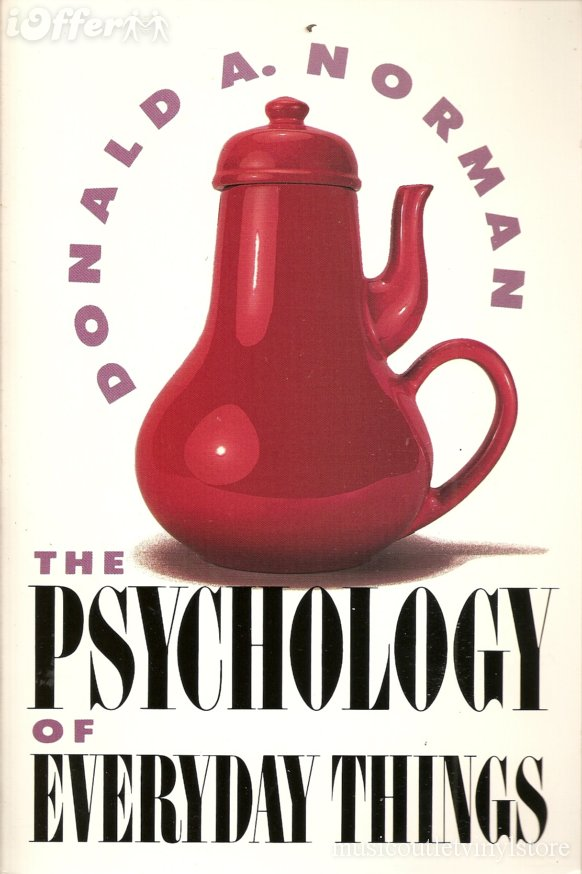 iOffer
DONALD A. NORMAN
THE
PSYCHOLOGY
OF
EVERYDAY THINGS
musicoutletvinylstore